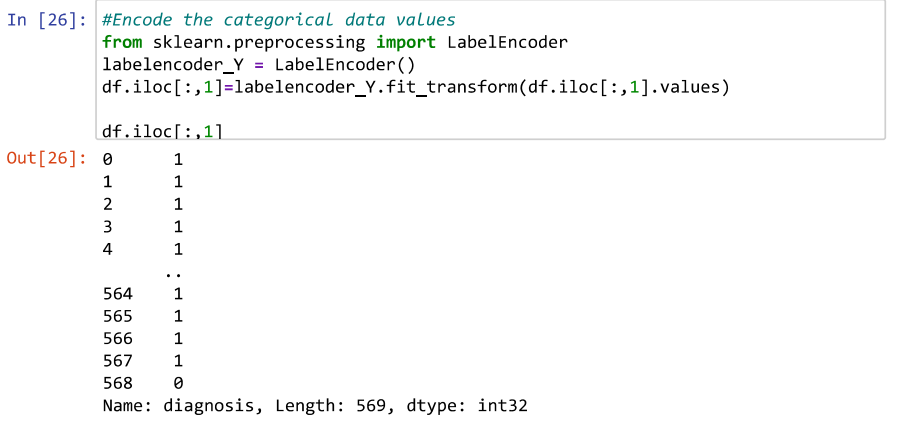 In [26]: #Encode the categorical data values
from sklearn.preprocessing import LabelEncoder
labelencoder_Y = LabelEncoder()
df.iloc[:,1]=labelencoder_Y.fit_transform(df.iloc[:,1].values)
df.iloc[:,1]
Out[26]: 0 1
1 1
2 1
3 1
4 1
..
564 1
565 1
566 1
567 1
568 0
Name: diagnosis, Length: 569, dtype: int32